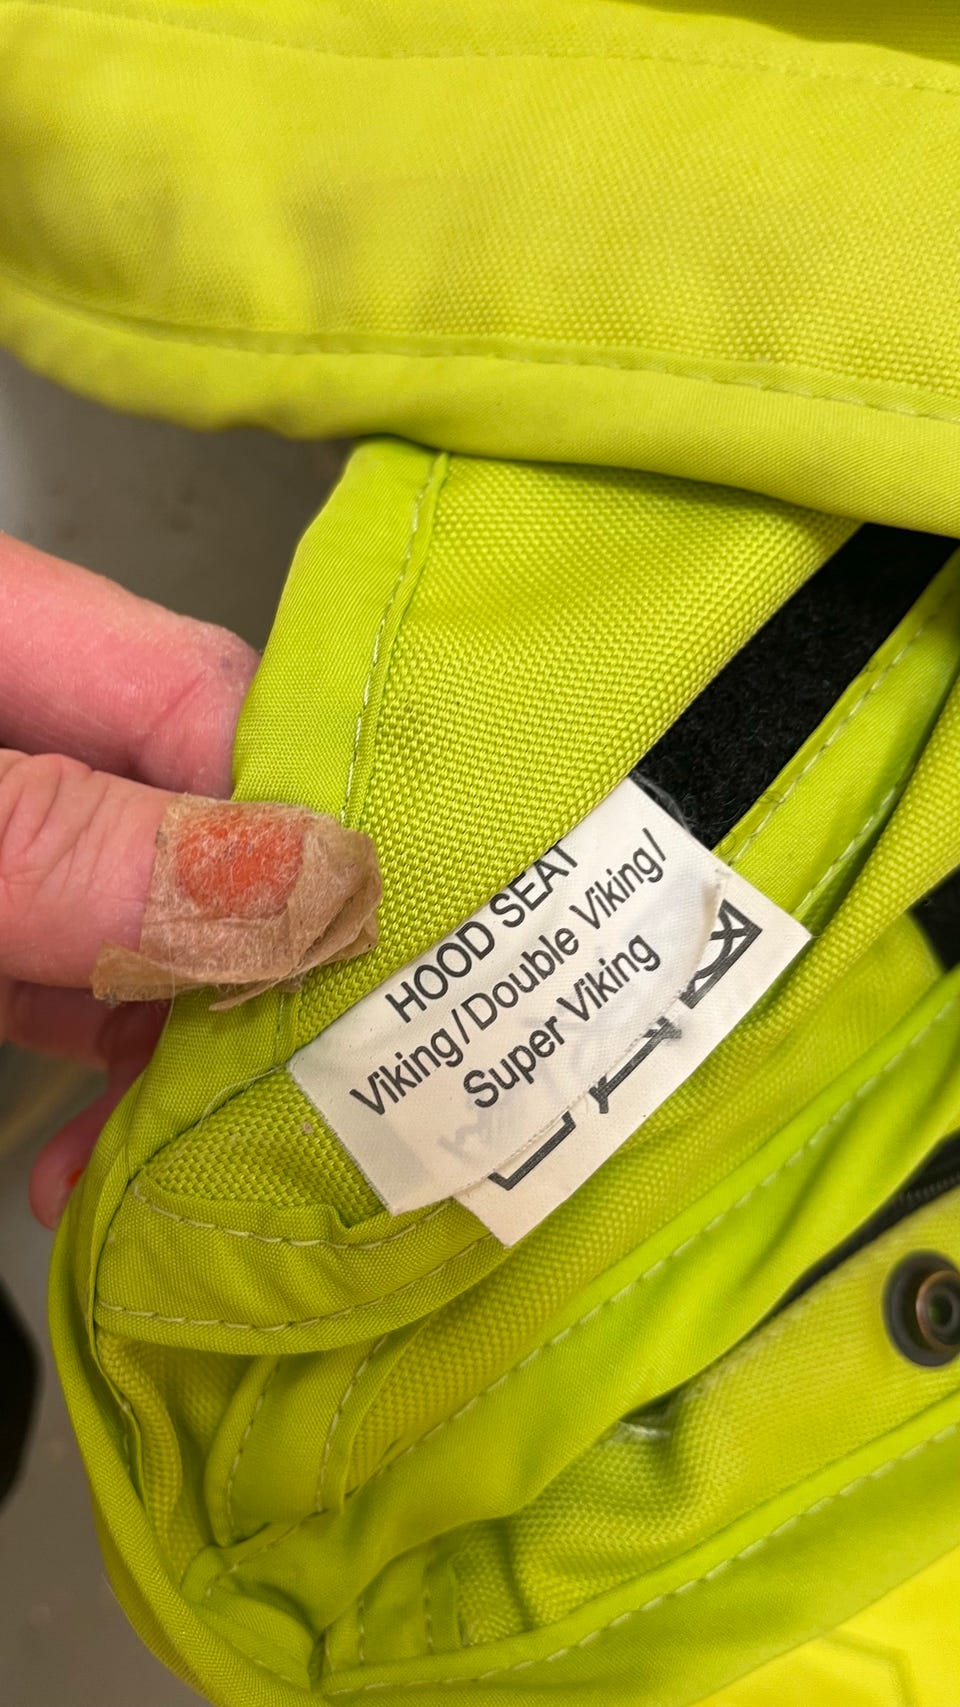 HOOD SEAT
Viking/Double Viking/
Super Viking